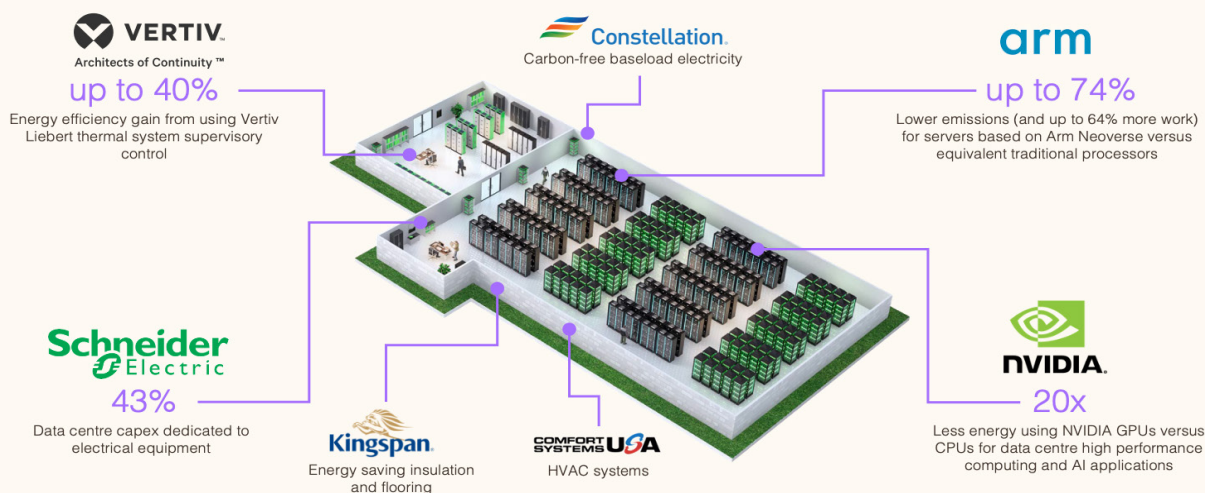 VERTIV™
Architects of Continuity ™
up to 40%
Energy efficiency gain from using Vertiv
Liebert thermal system supervisory
control
Constellation.
Carbon-free baseload electricity
arm
up to 74%
Lower emissions (and up to 64% more work)
for servers based on Arm Neoverse versus
equivalent traditional processors
Schneider
Electric
43%
Data centre capex dedicated to
electrical equipment
Kingspan.
Energy saving insulation
and flooring
COMFORT
SYSTEMS USA
HVAC systems
NVIDIA.
20x
Less energy using NVIDIA GPUs versus
CPUs for data centre high performance
computing and AI applications